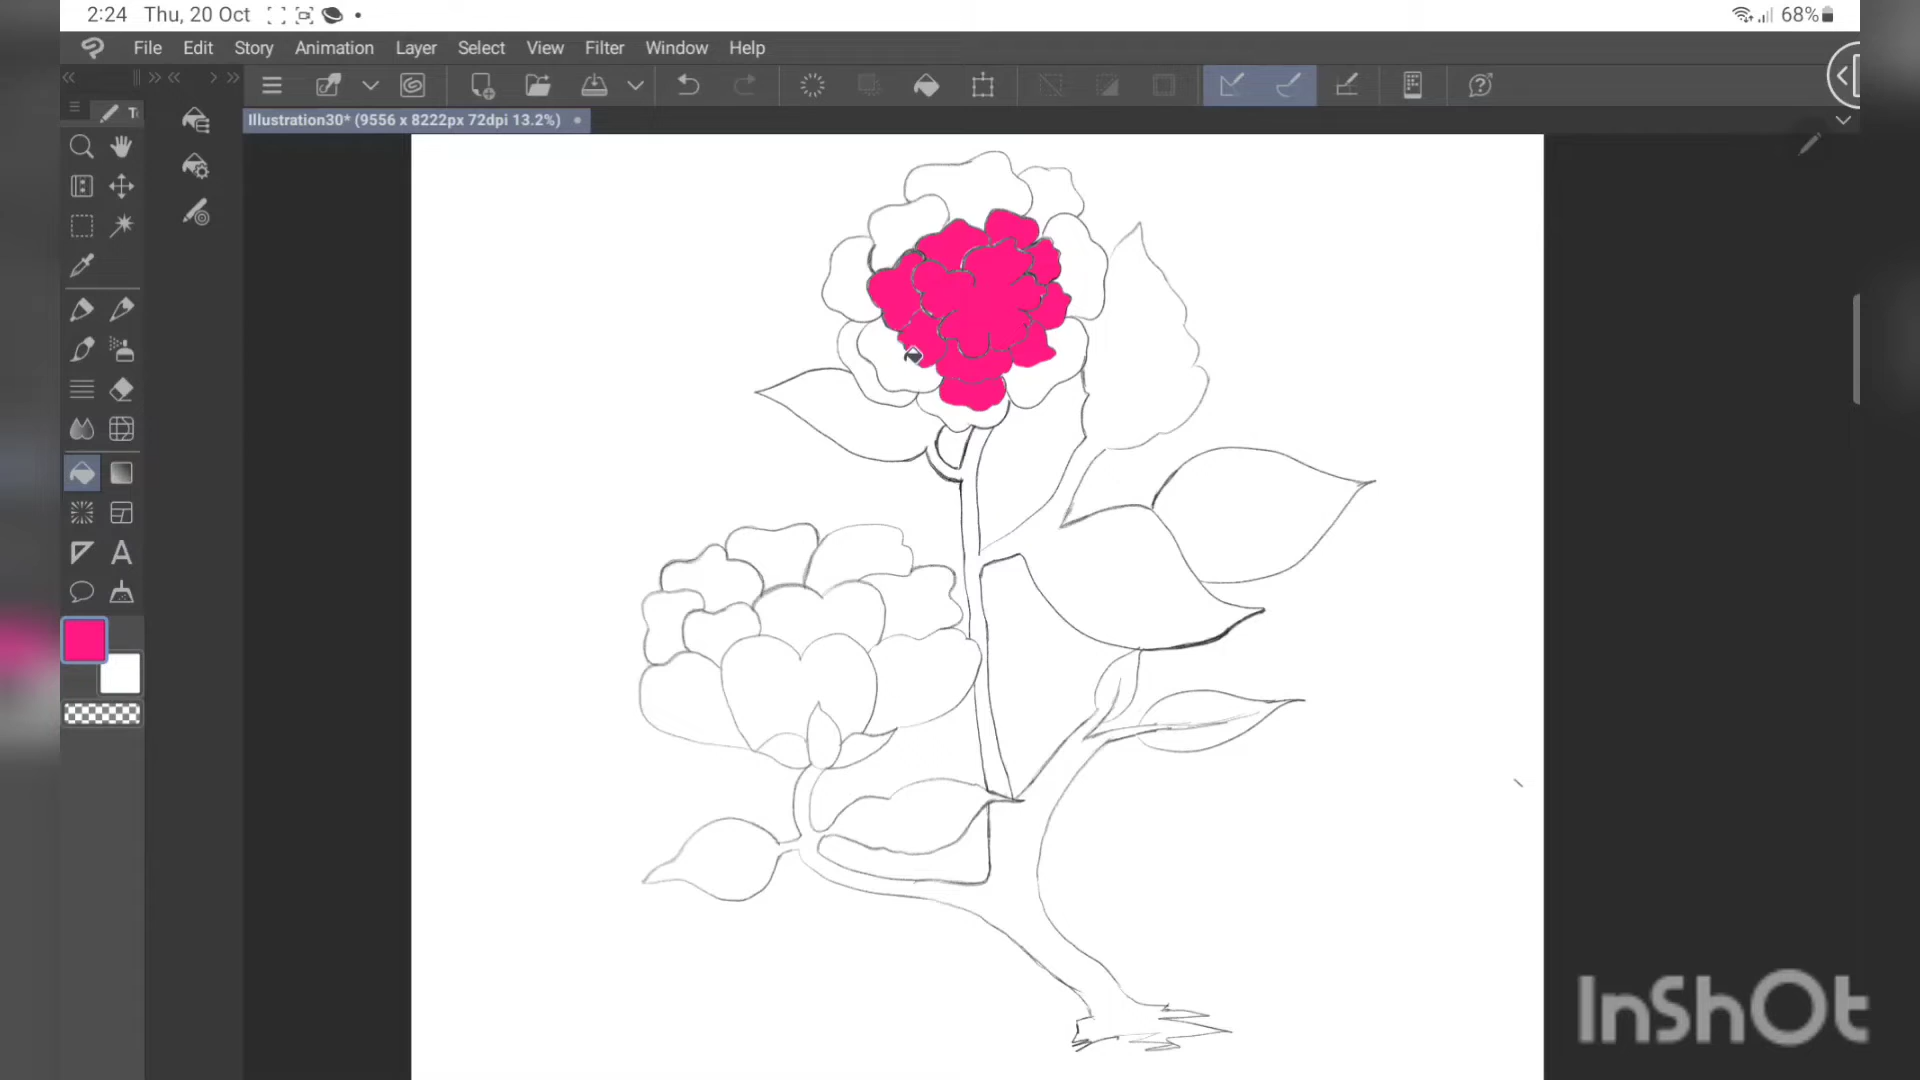 2:24 Thu, 20 Oct
68%
File Edit Story Animation Layer Select View Filter Window Help
Illustration30* (9556 x 8222px 72dpi 13.2%)
A
InShOt